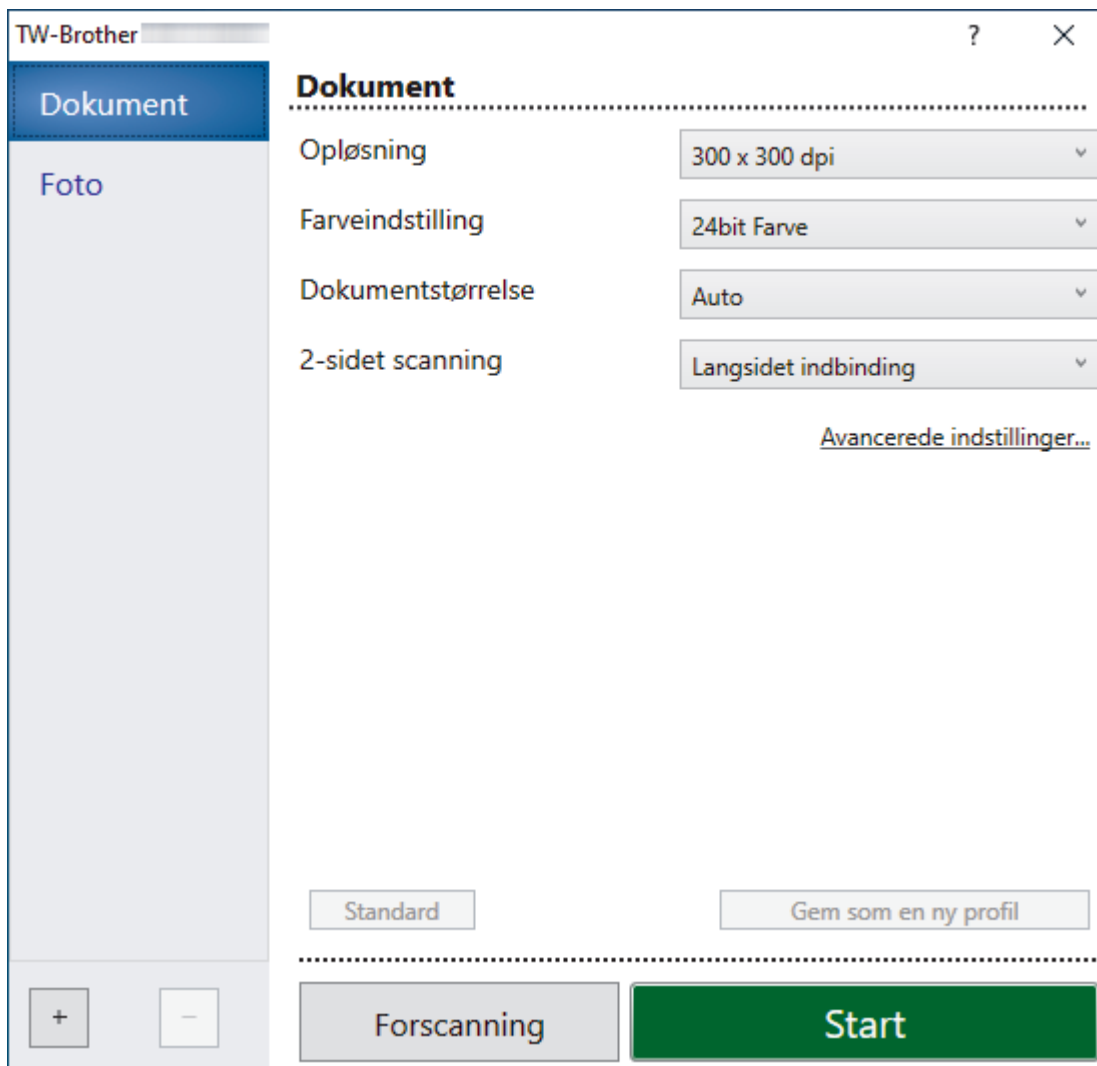 TW-Brother
?
Dokument
Foto
Dokument
Opløsning
300 x 300 dpi
Farveindstilling
24bit Farve
Dokumentstørrelse
Auto
2-sidet scanning
Langsidet indbinding
Avancerede indstillinger...
Standard
Gem som en ny profil
+
−
Forscanning
Start